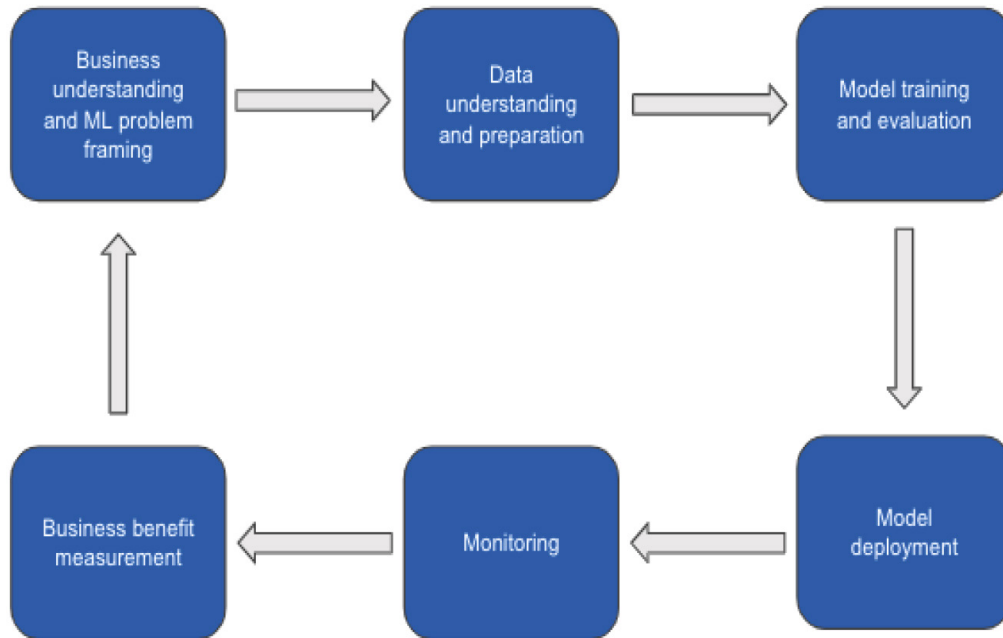 Business
understanding
and ML problem
framing
Data
understanding
and preparation
Model training
and evaluation
Model
deployment
Monitoring
Business benefit
measurement